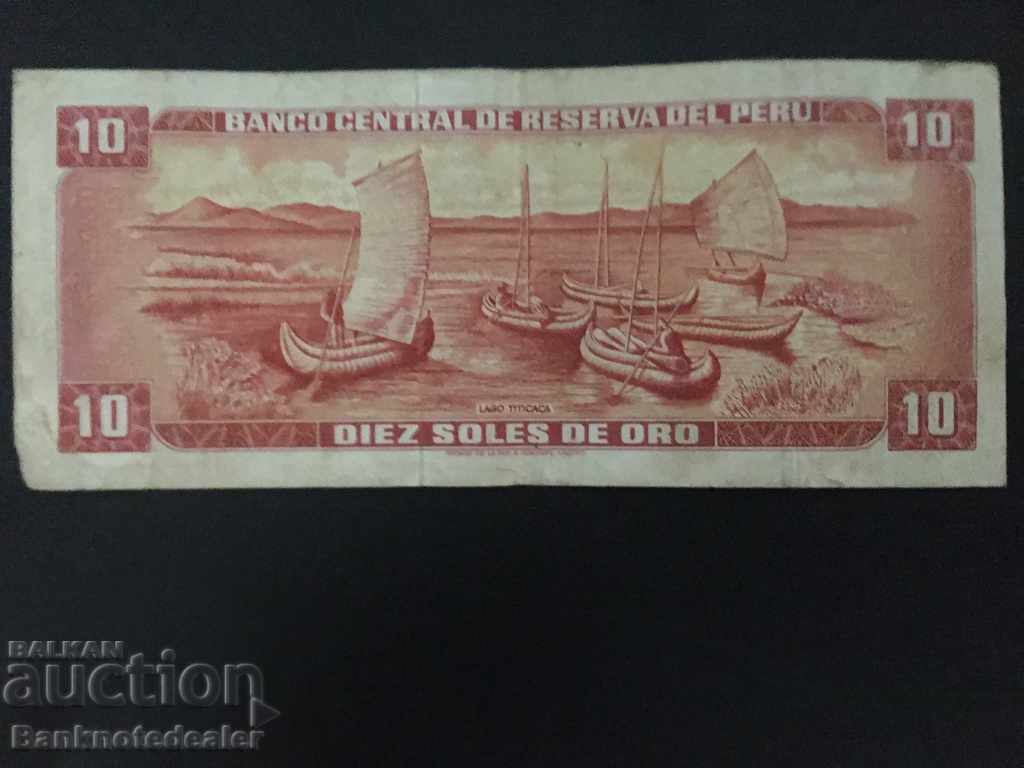 10 BANCO CENTRAL DE RESERVA DEL PERU 10
LAGO TITICACA
10 DIEZ SOLES DE ORO 10
BALKAN
auction
Banknotedealer